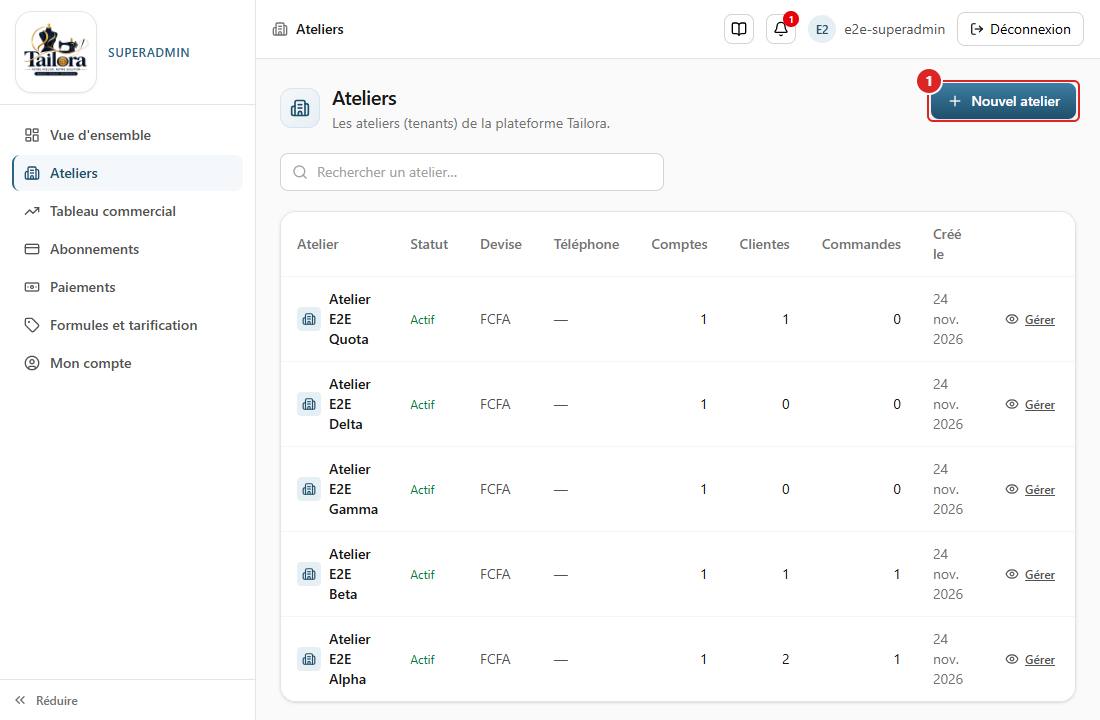 Tailora
SUPERADMIN
Ateliers
1
E2
e2e-superadmin
Déconnexion
Vue d'ensemble
Ateliers
Tableau commercial
Abonnements
Paiements
Formules et tarification
Mon compte
Réduire
Ateliers
Les ateliers (tenants) de la plateforme Tailora.
1
Nouvel atelier
Rechercher un atelier...
Atelier Statut Devise Téléphone Comptes Clientes Commandes Créé
le
Atelier
E2E
Quota
Actif FCFA — 1 1 0
24
nov.
2026
Gérer
Atelier
E2E
Delta
Actif FCFA — 1 0 0
24
nov.
2026
Gérer
Atelier
E2E
Gamma
Actif FCFA — 1 0 0
24
nov.
2026
Gérer
Atelier
E2E
Beta
Actif FCFA — 1 1 1
24
nov.
2026
Gérer
Atelier
E2E
Alpha
Actif FCFA — 1 2 1
24
nov.
2026
Gérer